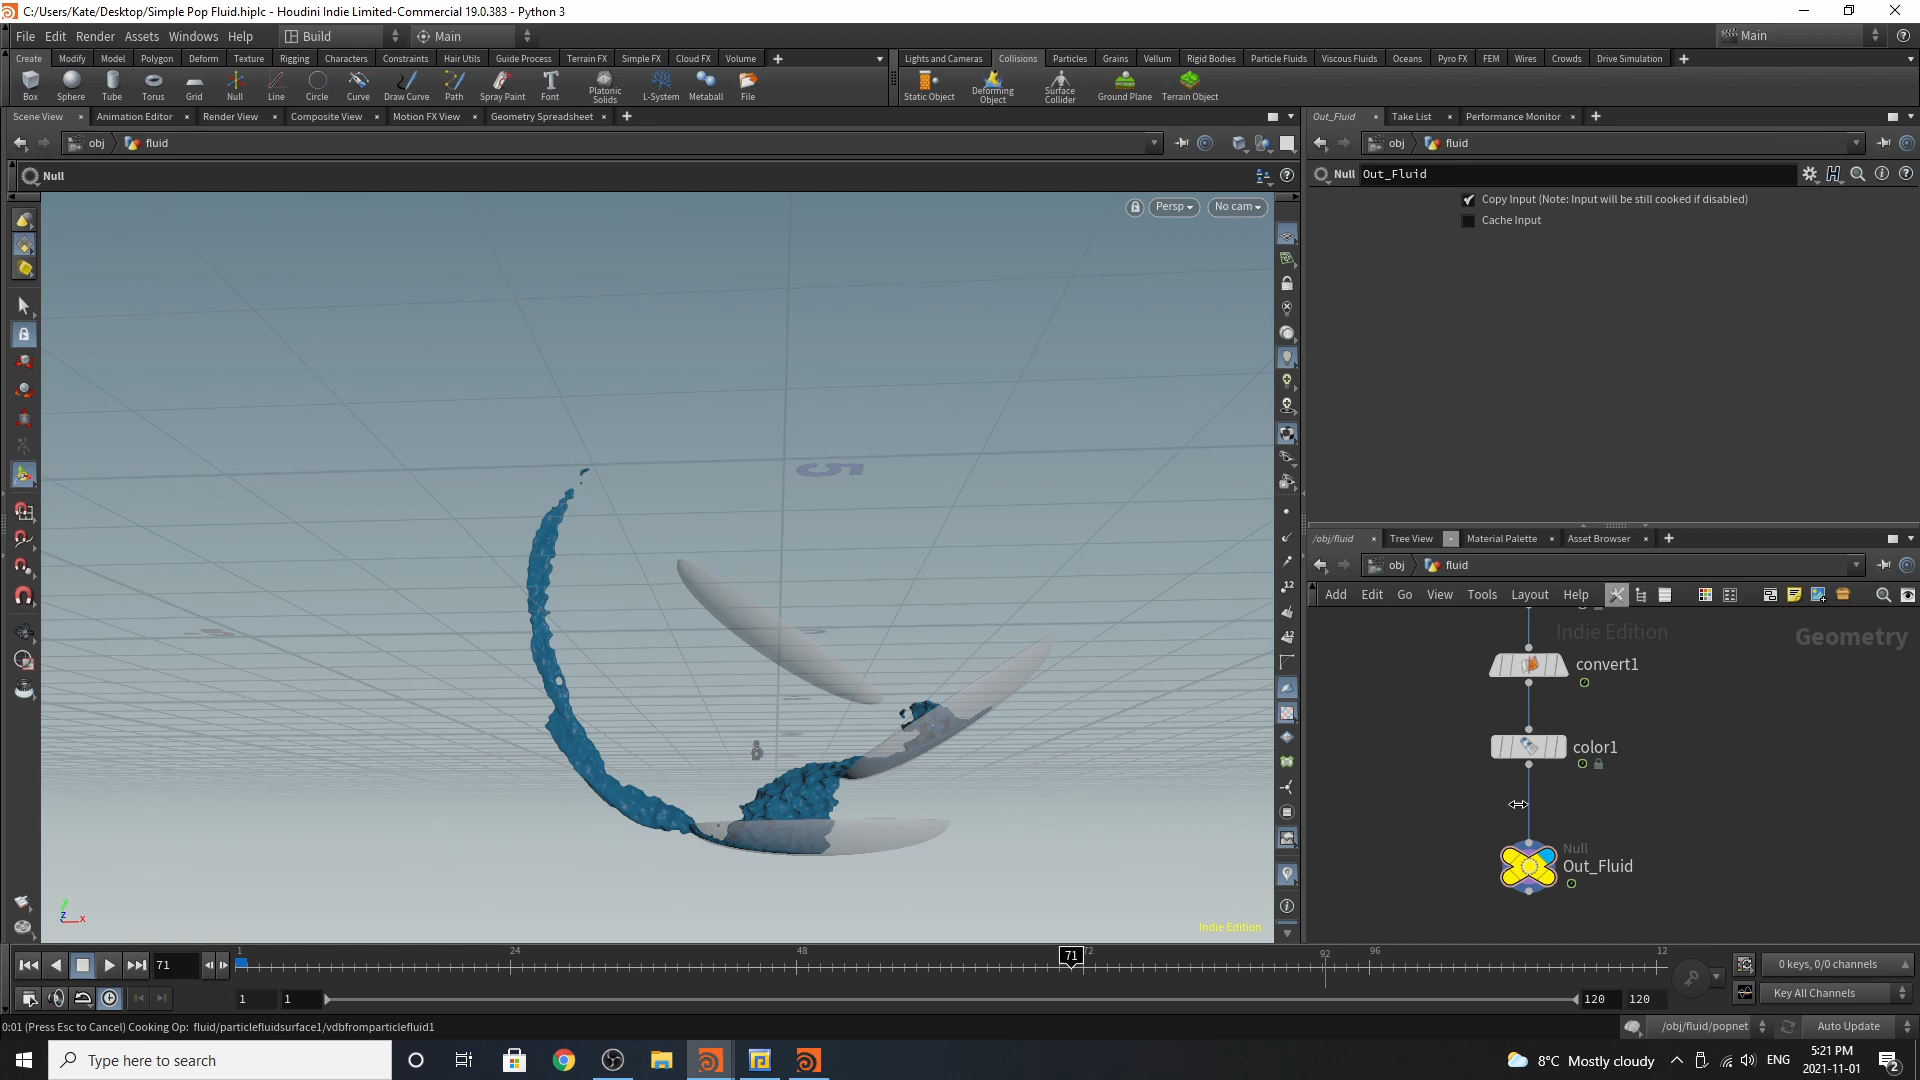 C:/Users/Kate/Desktop/Simple Pop Fluid.hiplc - Houdini Indie Limited-Commercial 19.0.383 - Python 3
File Edit Render Assets Windows Help Build Main Main
Create Modify Model Polygon Deform Texture Rigging Characters Constraints Hair Utils Guide Process Terrain FX Simple FX Cloud FX Volume
Lights and Cameras Collisions Particles Grains Vellum Rigid Bodies Particle Fluids Viscous Fluids Oceans Pyro FX FEM Wires Crowds Drive Simulation
Box Sphere Tube Torus Grid Null Line Circle Curve Draw Curve Path Spray Paint Font Platonic Solids L-System Metaball File
Static Object Deforming Object Surface Collider Ground Plane Terrain Object
Scene View Animation Editor Render View Composite View Motion FX View Geometry Spreadsheet
Out_Fluid Take List Performance Monitor
obj fluid
obj fluid
Null
Null Out_Fluid
Copy Input (Note: Input will be still cooked if disabled)
Cache Input
Persp No cam
5
12
12
Indie Edition
/obj/fluid Tree View Material Palette Asset Browser
obj fluid
Add Edit Go View Tools Layout Help
Indie Edition
Geometry
convert1
color1
Null
Out_Fluid
71
1 24 48 71 72 92 96 12
1 1 120 120
0 keys, 0/0 channels
Key All Channels
0:01 (Press Esc to Cancel) Cooking Op: fluid/particlefluidsurface1/vdbfromparticlefluid1
/obj/fluid/popnet Auto Update
Type here to search
8°C Mostly cloudy
ENG
5:21 PM
2021-11-01
2